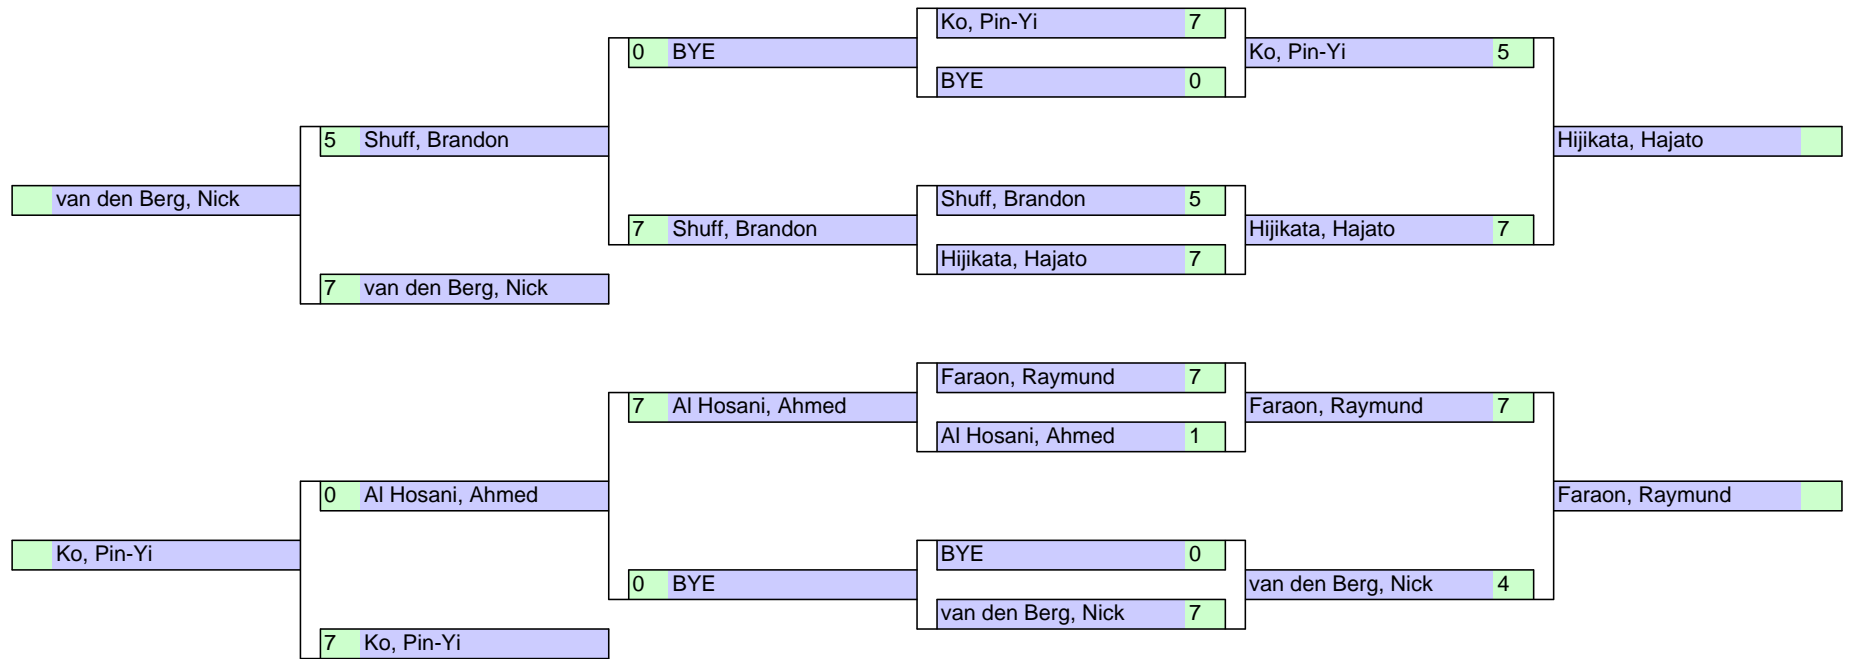 Ko, Pin-Yi 7
0 BYE Ko, Pin-Yi 5
BYE 0
5 Shuff, Brandon Hijikata, Hajato
van den Berg, Nick Shuff, Brandon 5
7 Shuff, Brandon Hijikata, Hajato 7
Hijikata, Hajato 7
7 van den Berg, Nick
Faraon, Raymund 7
7 Al Hosani, Ahmed Faraon, Raymund 7
Al Hosani, Ahmed 1
0 Al Hosani, Ahmed Faraon, Raymund
Ko, Pin-Yi BYE 0
0 BYE van den Berg, Nick 4
van den Berg, Nick 7
7 Ko, Pin-Yi